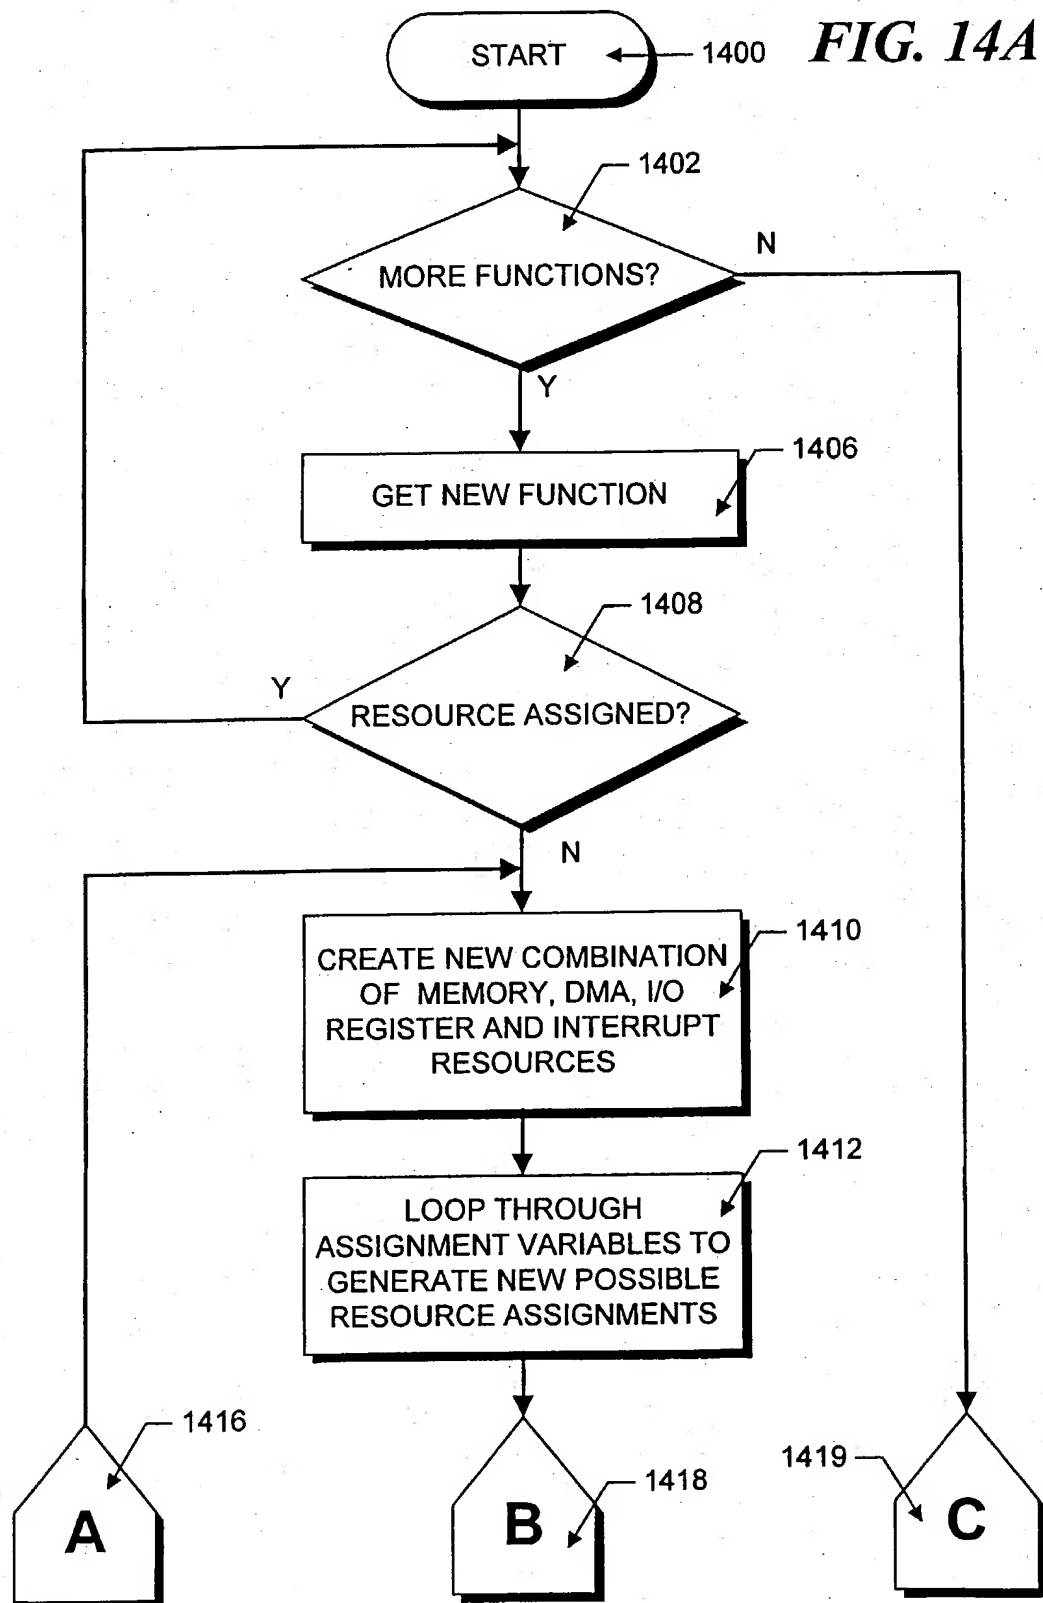 START
1400
FIG. 14A
1402
MORE FUNCTIONS?
N
Y
1406
GET NEW FUNCTION
1408
Y
RESOURCE ASSIGNED?
N
1410
CREATE NEW COMBINATION
OF MEMORY, DMA, I/O
REGISTER AND INTERRUPT
RESOURCES
1412
LOOP THROUGH
ASSIGNMENT VARIABLES TO
GENERATE NEW POSSIBLE
RESOURCE ASSIGNMENTS
1416
A
1418
B
1419
C